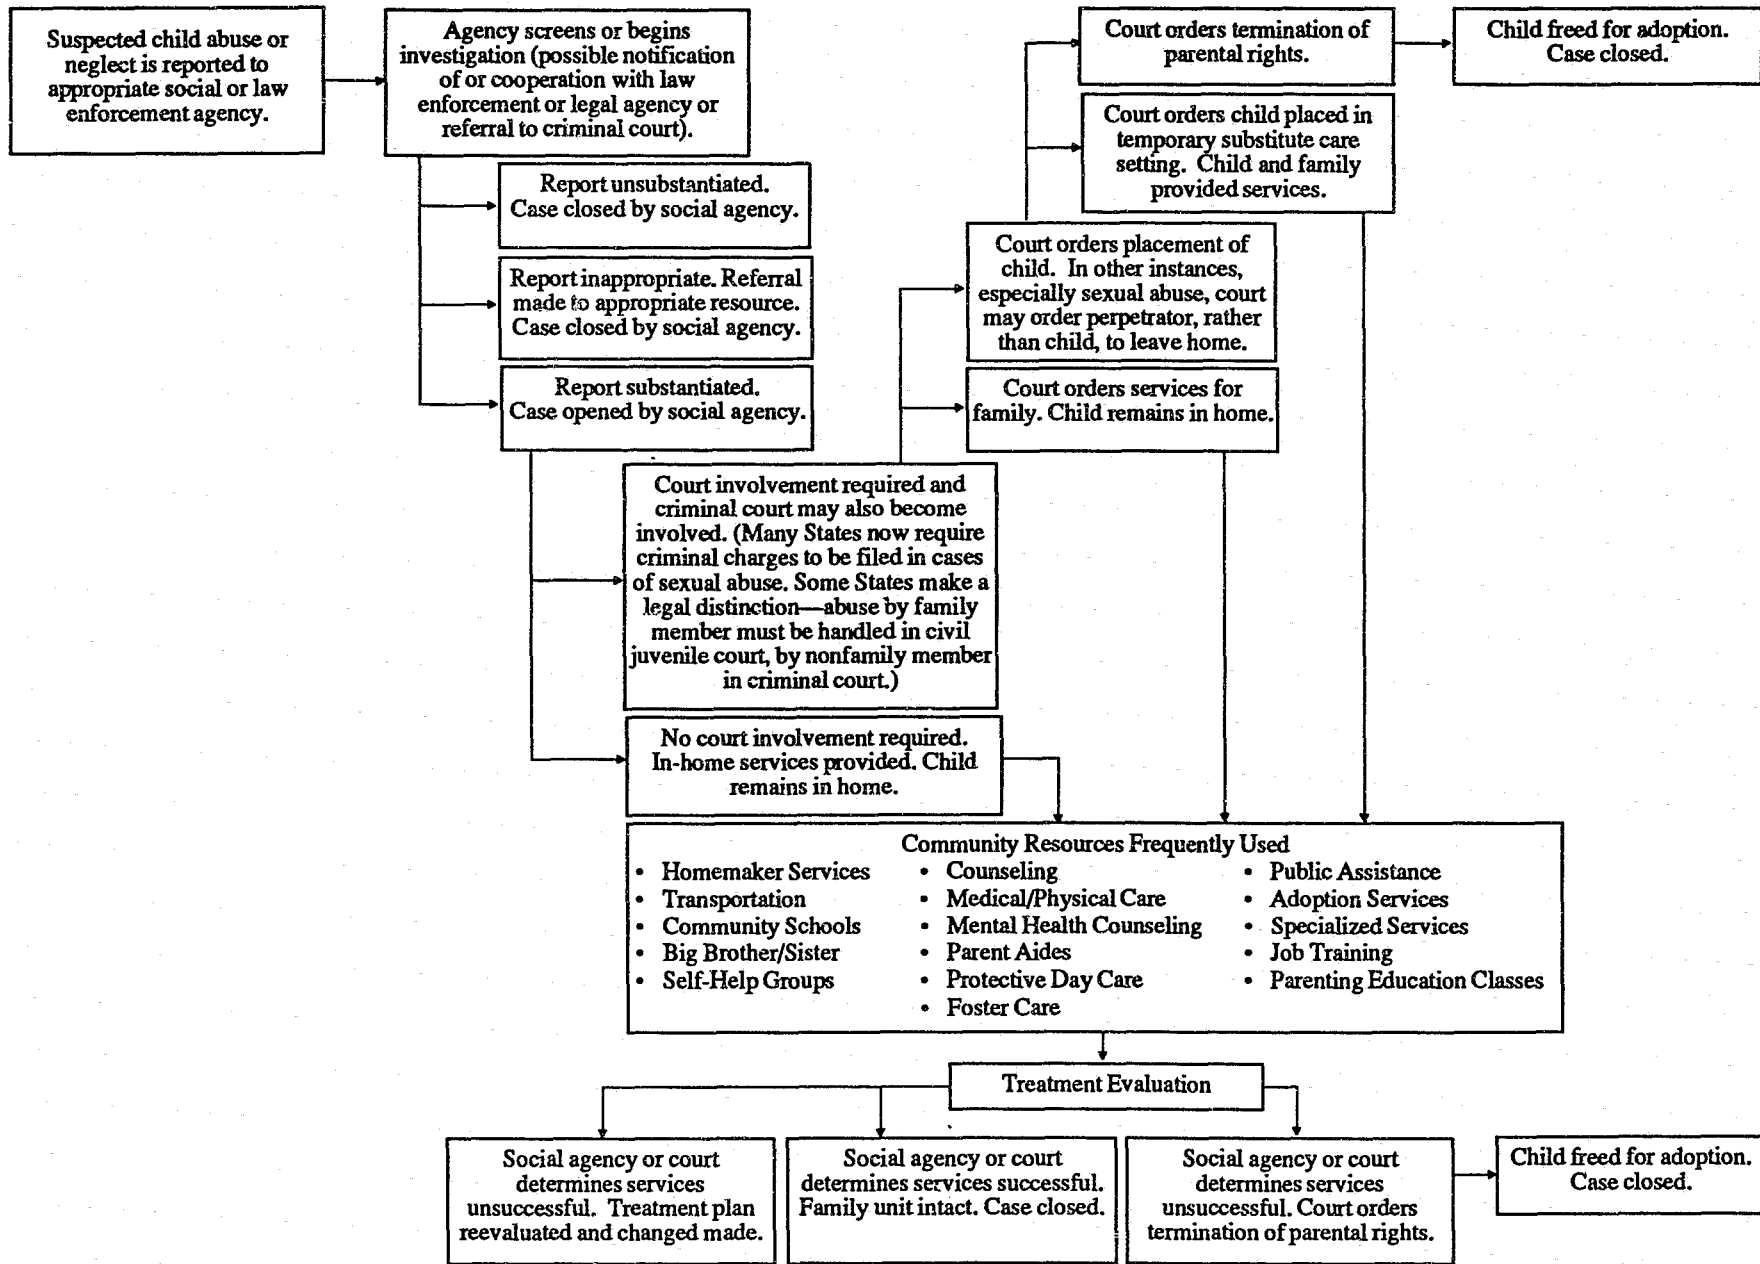 Suspected child abuse or
neglect is reported to
appropriate social or law
enforcement agency.
Agency screens or begins
investigation (possible notification
of or cooperation with law
enforcement or legal agency or
referral to criminal court).
Report unsubstantiated.
Case closed by social agency.
Report inappropriate. Referral
made to appropriate resource.
Case closed by social agency.
Report substantiated.
Case opened by social agency.
Court involvement required and
criminal court may also become
involved. (Many States now require
criminal charges to be filed in cases
of sexual abuse. Some States make a
legal distinction—abuse by family
member must be handled in civil
juvenile court, by nonfamily member
in criminal court.)
No court involvement required.
In-home services provided. Child
remains in home.
Court orders termination of
parental rights.
Child freed for adoption.
Case closed.
Court orders child placed in
temporary substitute care
setting. Child and family
provided services.
Court orders placement of
child. In other instances,
especially sexual abuse, court
may order perpetrator, rather
than child, to leave home.
Court orders services for
family. Child remains in home.
Community Resources Frequently Used
• Homemaker Services
• Transportation
• Community Schools
• Big Brother/Sister
• Self-Help Groups
• Counseling
• Medical/Physical Care
• Mental Health Counseling
• Parent Aides
• Protective Day Care
• Foster Care
• Public Assistance
• Adoption Services
• Specialized Services
• Job Training
• Parenting Education Classes
Treatment Evaluation
Social agency or court
determines services
unsuccessful. Treatment plan
reevaluated and changed made.
Social agency or court
determines services successful.
Family unit intact. Case closed.
Social agency or court
determines services
unsuccessful. Court orders
termination of parental rights.
Child freed for adoption.
Case closed.